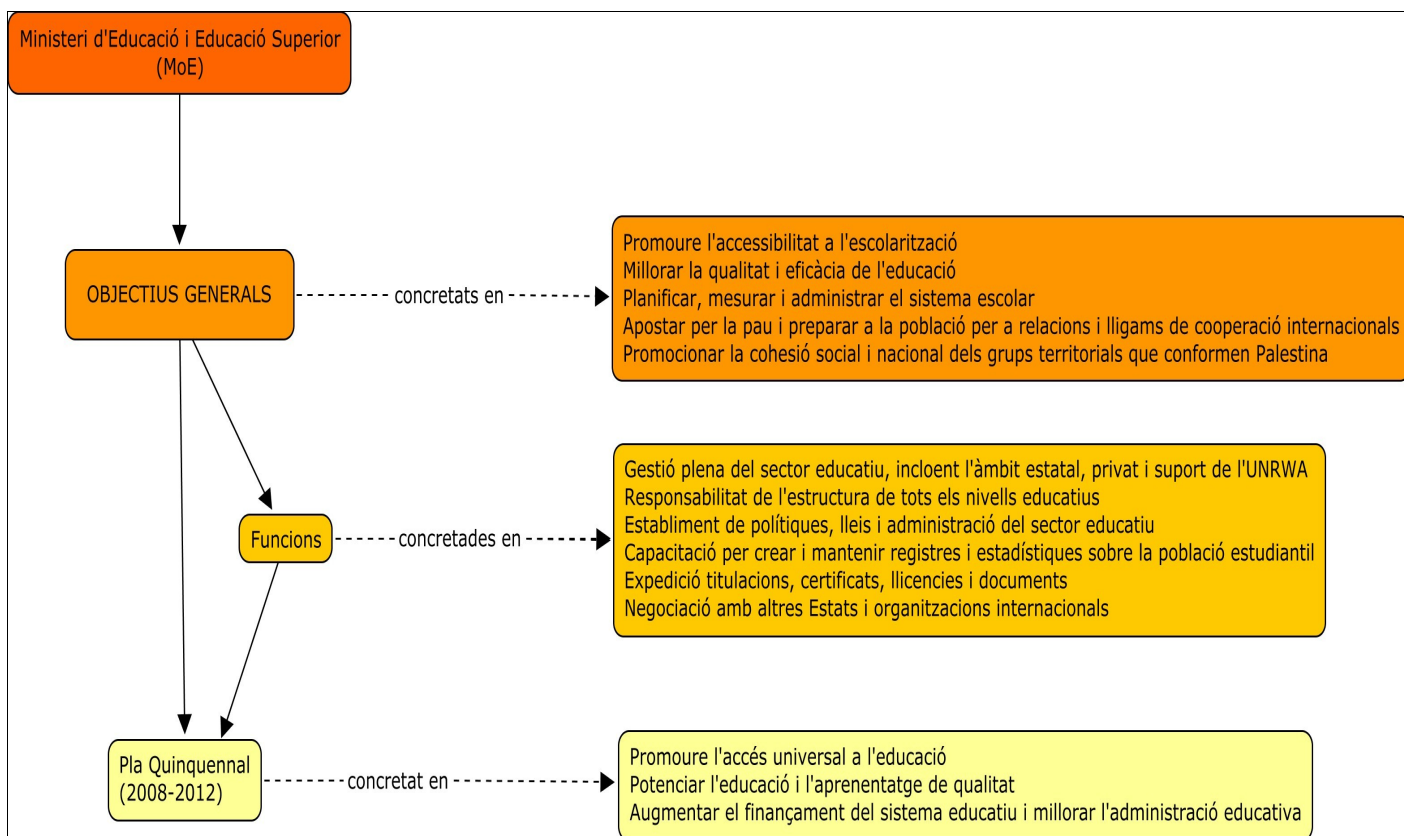 Ministeri d'Educació i Educació Superior
(MoE)
OBJECTIUS GENERALS
concretats en
Promoure l'accessibilitat a l'escolarització
Millorar la qualitat i eficàcia de l'educació
Planificar, mesurar i administrar el sistema escolar
Apostar per la pau i preparar a la població per a relacions i lligams de cooperació internacionals
Promocionar la cohesió social i nacional dels grups territorials que conformen Palestina
Funcions
concretades en
Gestió plena del sector educatiu, incloent l'àmbit estatal, privat i suport de l'UNRWA
Responsabilitat de l'estructura de tots els nivells educatius
Establiment de polítiques, lleis i administració del sector educatiu
Capacitació per crear i mantenir registres i estadístiques sobre la població estudiantil
Expedició titulacions, certificats, llicencies i documents
Negociació amb altres Estats i organitzacions internacionals
Pla Quinquennal
(2008-2012)
concretat en
Promoure l'accés universal a l'educació
Potenciar l'educació i l'aprenentatge de qualitat
Augmentar el finançament del sistema educatiu i millorar l'administració educativa